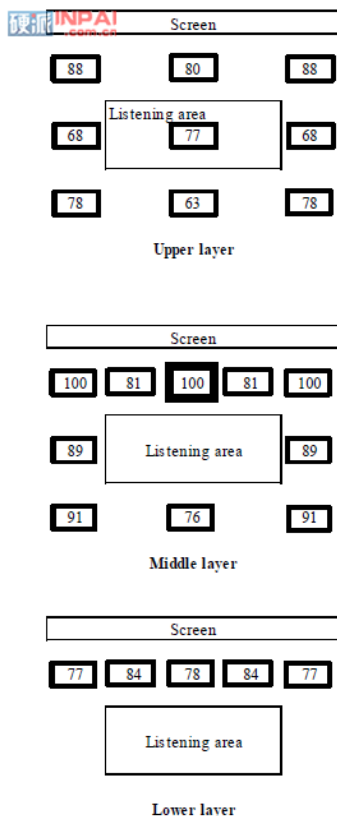 硬派 INPAI
.com.cn
Screen
88 80 88
Listening area
68 77 68
78 63 78
Upper layer
Screen
100 81 100 81 100
89 Listening area 89
91 76 91
Middle layer
Screen
77 84 78 84 77
Listening area
Lower layer